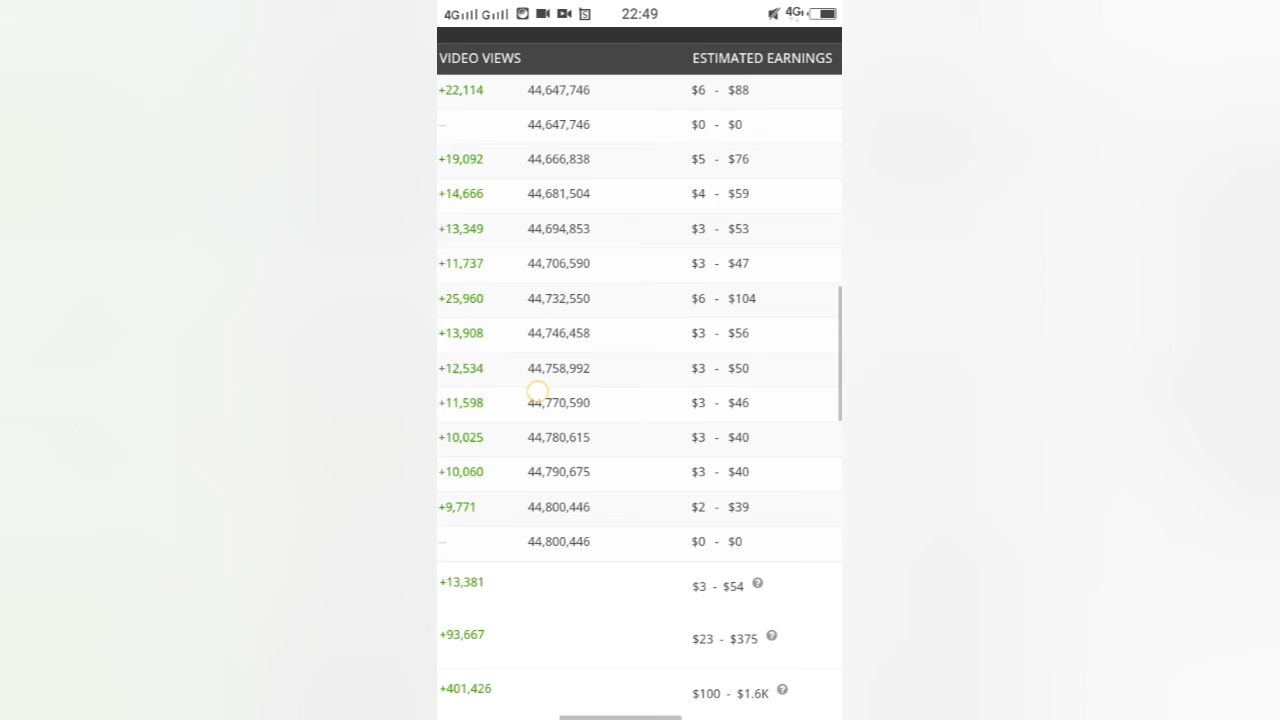 4G G 22:49 4G
VIDEO VIEWS ESTIMATED EARNINGS
+22,114 44,647,746 $6 - $88
-- 44,647,746 $0 - $0
+19,092 44,666,838 $5 - $76
+14,666 44,681,504 $4 - $59
+13,349 44,694,853 $3 - $53
+11,737 44,706,590 $3 - $47
+25,960 44,732,550 $6 - $104
+13,908 44,746,458 $3 - $56
+12,534 44,758,992 $3 - $50
+11,598 44,770,590 $3 - $46
+10,025 44,780,615 $3 - $40
+10,060 44,790,675 $3 - $40
+9,771 44,800,446 $2 - $39
-- 44,800,446 $0 - $0
+13,381 $3 - $54 ?
+93,667 $23 - $375 ?
+401,426 $100 - $1.6K ?